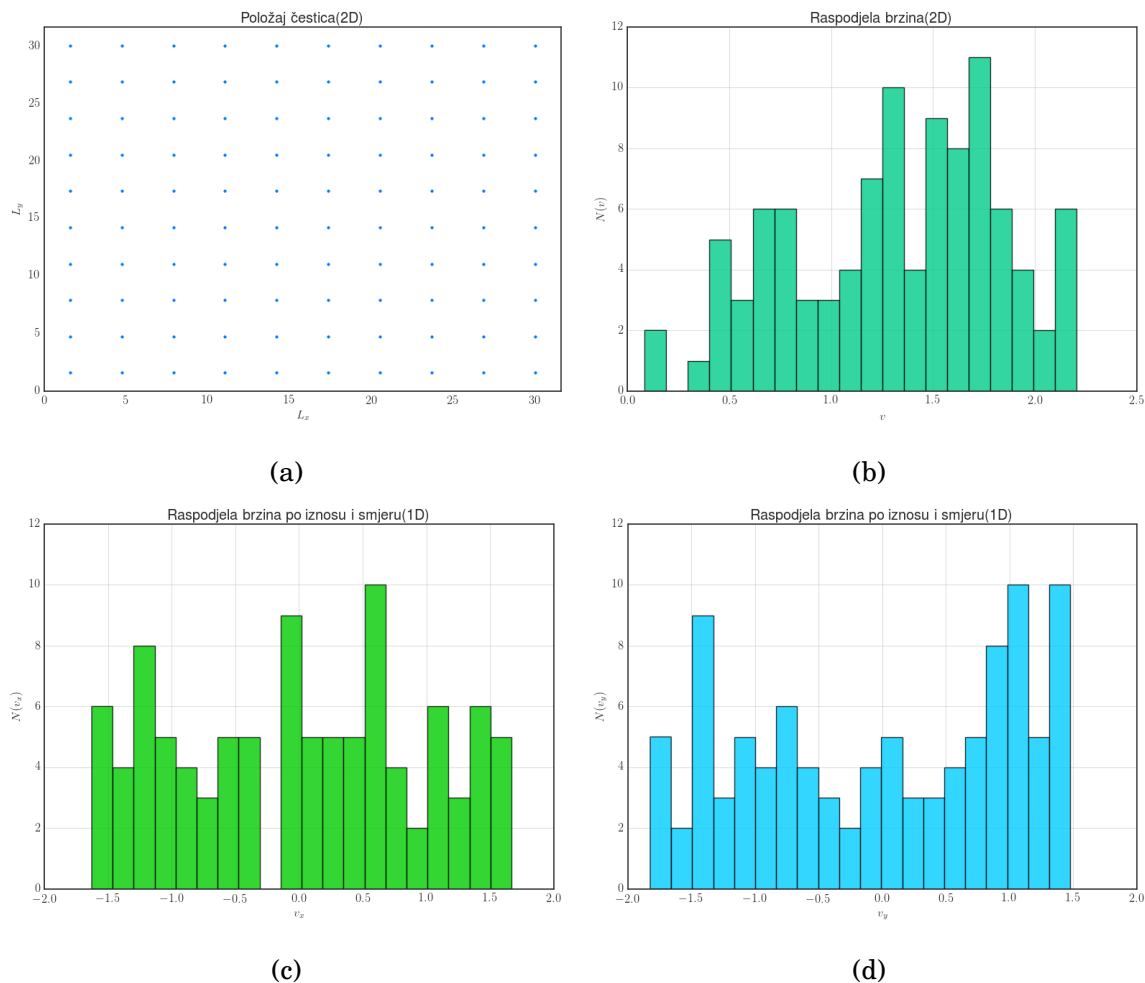 Položaj čestica(2D)
30
25
20
15
10
5
0
L_y
0 5 10 15 20 25 30
L_x
(a)
Raspodjela brzina(2D)
12
10
8
6
4
2
0
N(v)
0.0 0.5 1.0 1.5 2.0 2.5
v
(b)
Raspodjela brzina po iznosu i smjeru(1D)
12
10
8
6
4
2
0
N(v_x)
−2.0 −1.5 −1.0 −0.5 0.0 0.5 1.0 1.5 2.0
v_x
(c)
Raspodjela brzina po iznosu i smjeru(1D)
12
10
8
6
4
2
0
N(v_y)
−2.0 −1.5 −1.0 −0.5 0.0 0.5 1.0 1.5 2.0
v_y
(d)